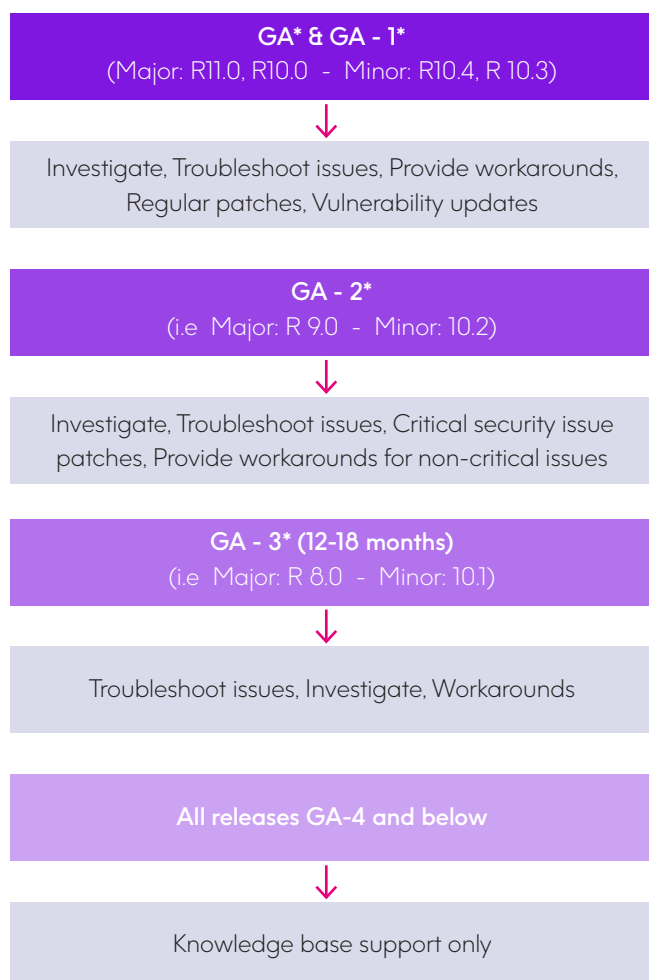 GA* & GA - 1*
(Major: R11.0, R10.0 - Minor: R10.4, R 10.3)
Investigate, Troubleshoot issues, Provide workarounds,
Regular patches, Vulnerability updates
GA - 2*
(i.e Major: R 9.0 - Minor: 10.2)
Investigate, Troubleshoot issues, Critical security issue
patches, Provide workarounds for non-critical issues
GA - 3* (12-18 months)
(i.e Major: R 8.0 - Minor: 10.1)
Troubleshoot issues, Investigate, Workarounds
All releases GA-4 and below
Knowledge base support only